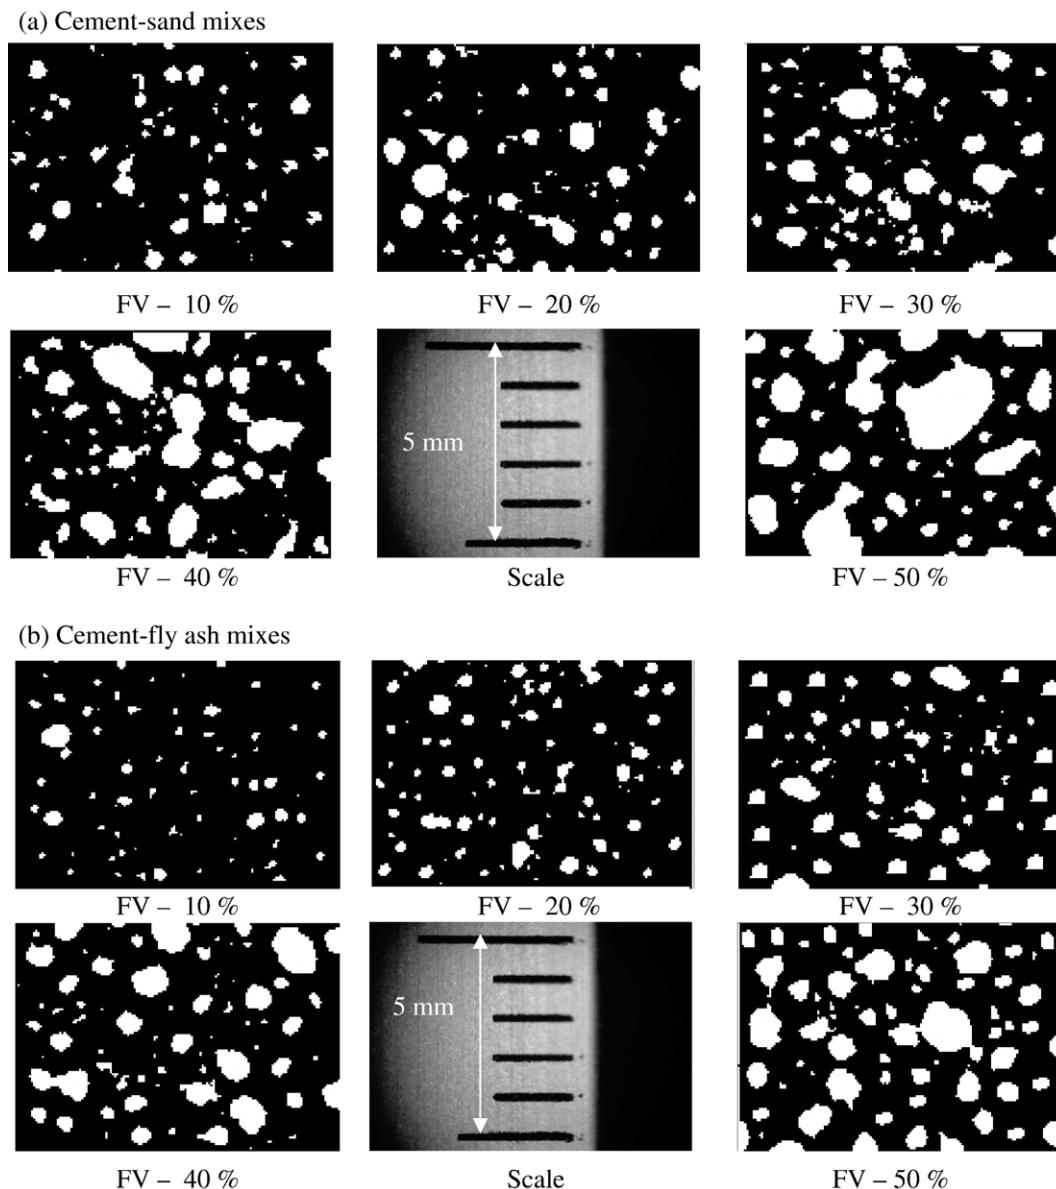 (a) Cement-sand mixes
FV – 10 %
FV – 20 %
FV – 30 %
5 mm
FV – 40 %
Scale
FV – 50 %
(b) Cement-fly ash mixes
FV – 10 %
FV – 20 %
FV – 30 %
5 mm
FV – 40 %
Scale
FV – 50 %